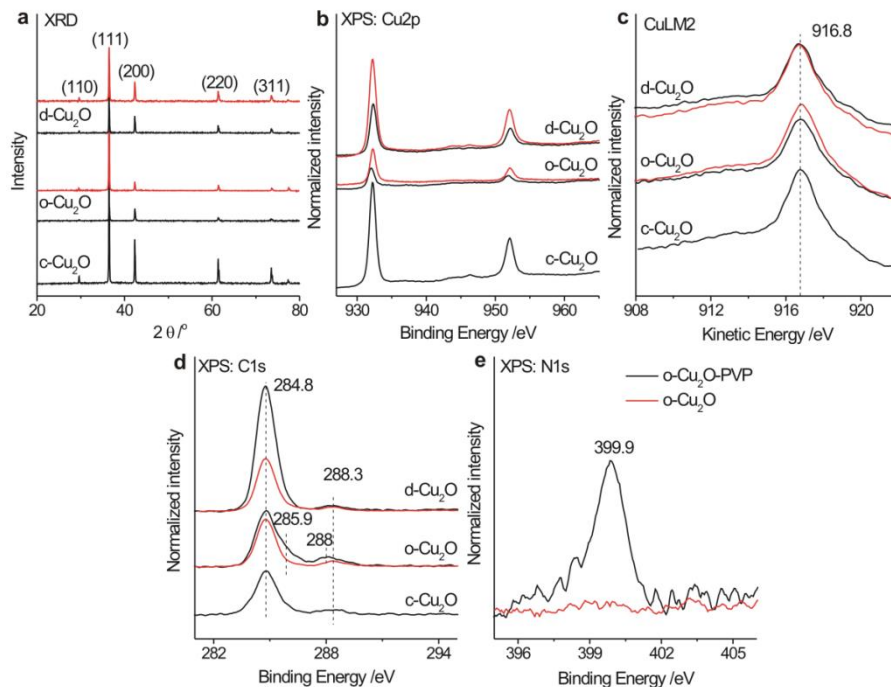 a XRD
(111)
(110)
(200)
(220)
(311)
d-Cu₂O
o-Cu₂O
c-Cu₂O
Intensity
20 40 60 80
2 θ/°
b XPS: Cu2p
d-Cu₂O
o-Cu₂O
c-Cu₂O
Normalized intensity
930 940 950 960
Binding Energy /eV
c CuLM2
916.8
d-Cu₂O
o-Cu₂O
c-Cu₂O
Normalized intensity
908 912 916 920
Kinetic Energy /eV
d XPS: C1s
284.8
288.3
d-Cu₂O
285.9
288
o-Cu₂O
c-Cu₂O
Normalized intensity
282 288 294
Binding Energy /eV
e XPS: N1s
o-Cu₂O-PVP
o-Cu₂O
399.9
Normalized intensity
396 399 402 405
Binding Energy /eV